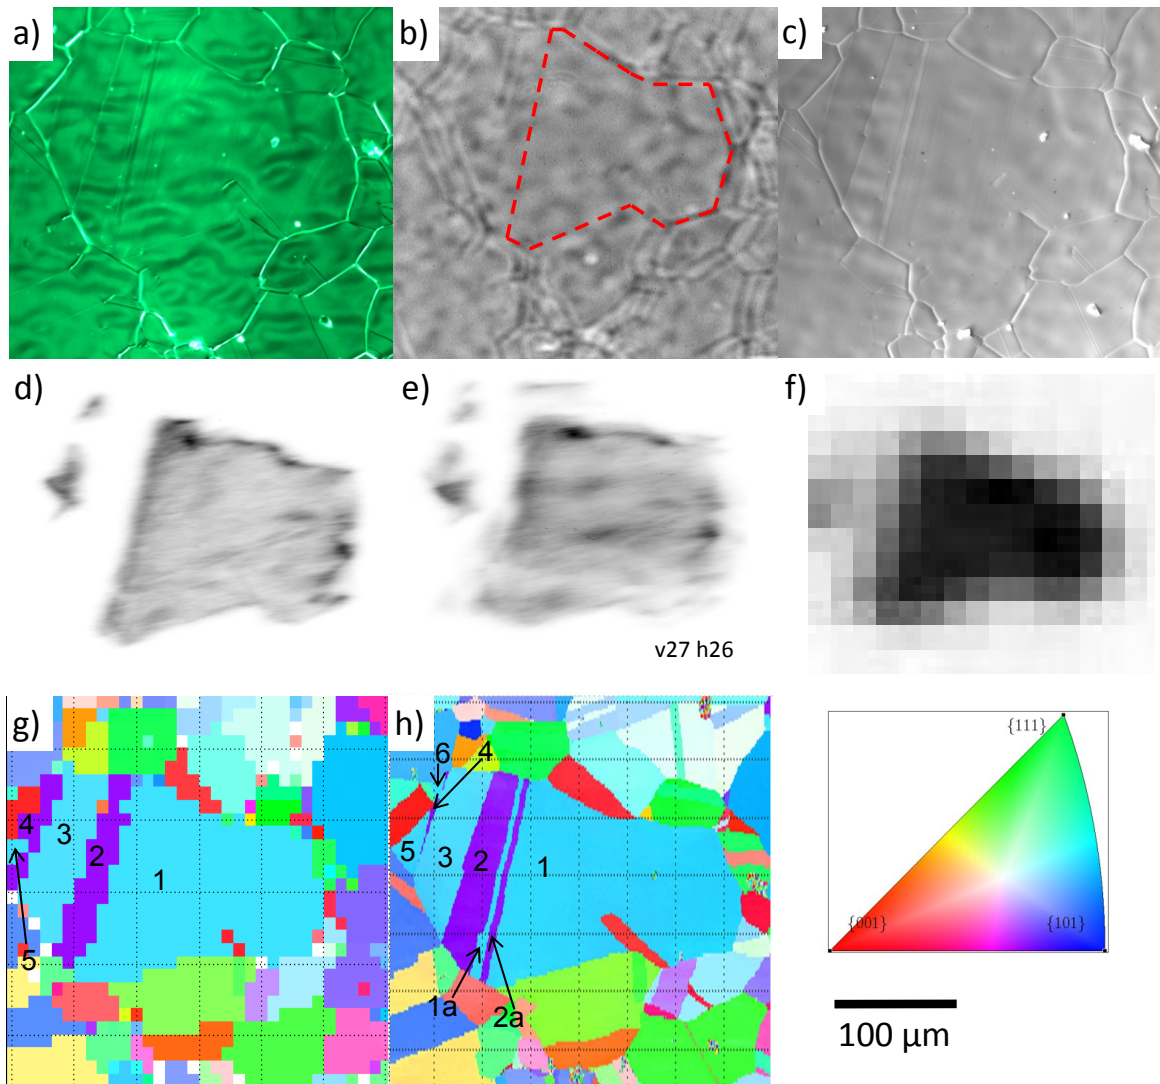 a)
b)
c)
d)
e)
f)
v27 h26
g)
h)
4
3
2
1
5
6
4
5
3
2
1
1a
2a
{111}
{001}
{101}
100 μm